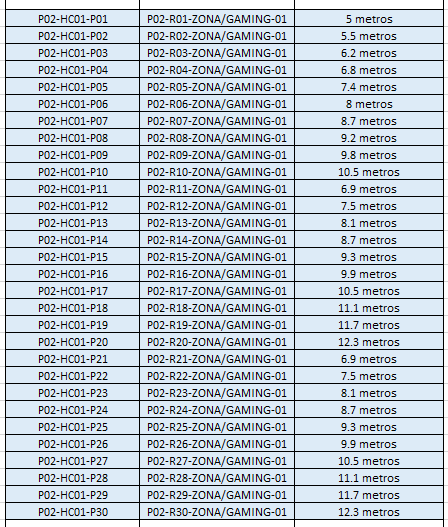 P02-HC01-P01 P02-R01-ZONA/GAMING-01 5 metros
P02-HC01-P02 P02-R02-ZONA/GAMING-01 5.5 metros
P02-HC01-P03 P02-R03-ZONA/GAMING-01 6.2 metros
P02-HC01-P04 P02-R04-ZONA/GAMING-01 6.8 metros
P02-HC01-P05 P02-R05-ZONA/GAMING-01 7.4 metros
P02-HC01-P06 P02-R06-ZONA/GAMING-01 8 metros
P02-HC01-P07 P02-R07-ZONA/GAMING-01 8.7 metros
P02-HC01-P08 P02-R08-ZONA/GAMING-01 9.2 metros
P02-HC01-P09 P02-R09-ZONA/GAMING-01 9.8 metros
P02-HC01-P10 P02-R10-ZONA/GAMING-01 10.5 metros
P02-HC01-P11 P02-R11-ZONA/GAMING-01 6.9 metros
P02-HC01-P12 P02-R12-ZONA/GAMING-01 7.5 metros
P02-HC01-P13 P02-R13-ZONA/GAMING-01 8.1 metros
P02-HC01-P14 P02-R14-ZONA/GAMING-01 8.7 metros
P02-HC01-P15 P02-R15-ZONA/GAMING-01 9.3 metros
P02-HC01-P16 P02-R16-ZONA/GAMING-01 9.9 metros
P02-HC01-P17 P02-R17-ZONA/GAMING-01 10.5 metros
P02-HC01-P18 P02-R18-ZONA/GAMING-01 11.1 metros
P02-HC01-P19 P02-R19-ZONA/GAMING-01 11.7 metros
P02-HC01-P20 P02-R20-ZONA/GAMING-01 12.3 metros
P02-HC01-P21 P02-R21-ZONA/GAMING-01 6.9 metros
P02-HC01-P22 P02-R22-ZONA/GAMING-01 7.5 metros
P02-HC01-P23 P02-R23-ZONA/GAMING-01 8.1 metros
P02-HC01-P24 P02-R24-ZONA/GAMING-01 8.7 metros
P02-HC01-P25 P02-R25-ZONA/GAMING-01 9.3 metros
P02-HC01-P26 P02-R26-ZONA/GAMING-01 9.9 metros
P02-HC01-P27 P02-R27-ZONA/GAMING-01 10.5 metros
P02-HC01-P28 P02-R28-ZONA/GAMING-01 11.1 metros
P02-HC01-P29 P02-R29-ZONA/GAMING-01 11.7 metros
P02-HC01-P30 P02-R30-ZONA/GAMING-01 12.3 metros